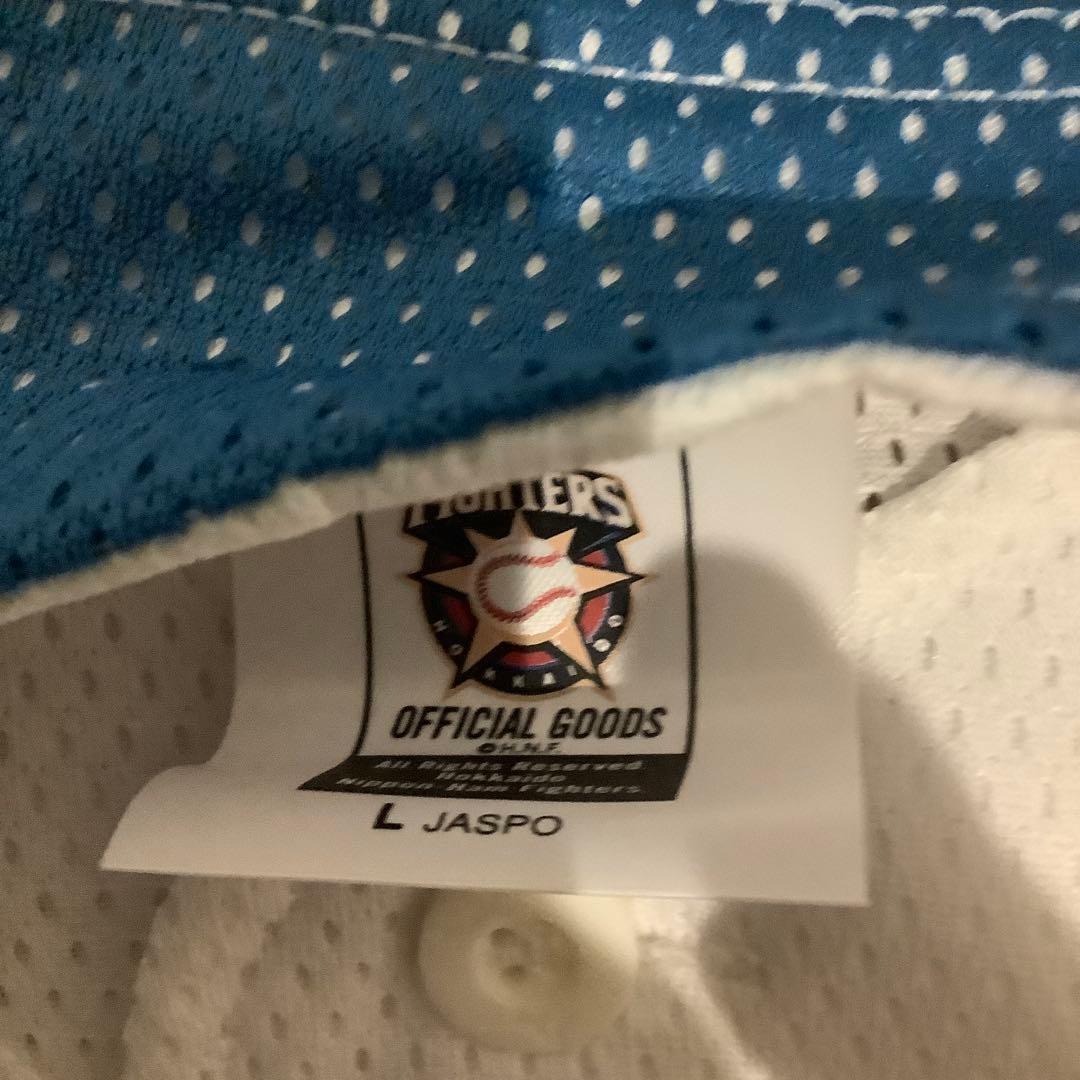 FIGHTERS
HOKKAIDO
OFFICIAL GOODS
©H.N.F.
All Rights Reserved
Hokkaido
Nippon-Ham Fighters
L JASPO